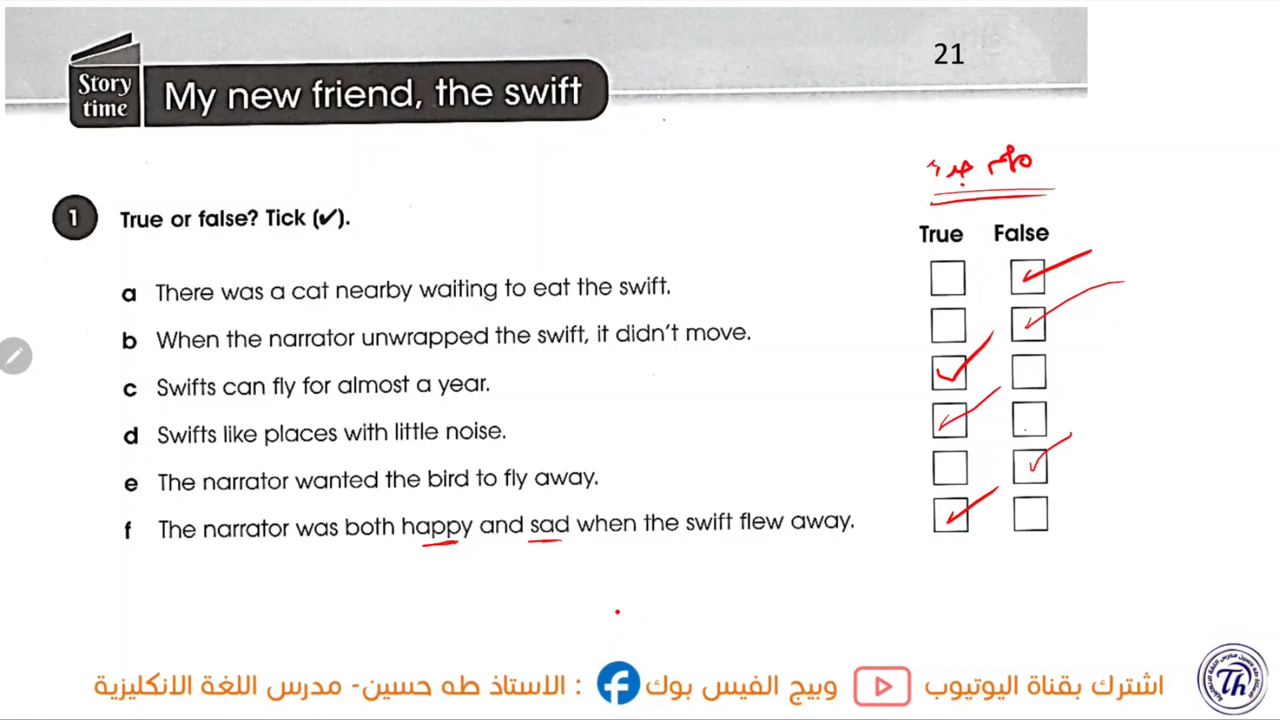 21
Story
time
My new friend, the swift
مهم جدا
1 True or false? Tick (✔).
True False
a There was a cat nearby waiting to eat the swift.
b When the narrator unwrapped the swift, it didn't move.
c Swifts can fly for almost a year.
d Swifts like places with little noise.
e The narrator wanted the bird to fly away.
f The narrator was both happy and sad when the swift flew away.
اشترك بقناة اليوتيوب وبيج الفيس بوك : الاستاذ طه حسين- مدرس اللغة الانكليزية
Th